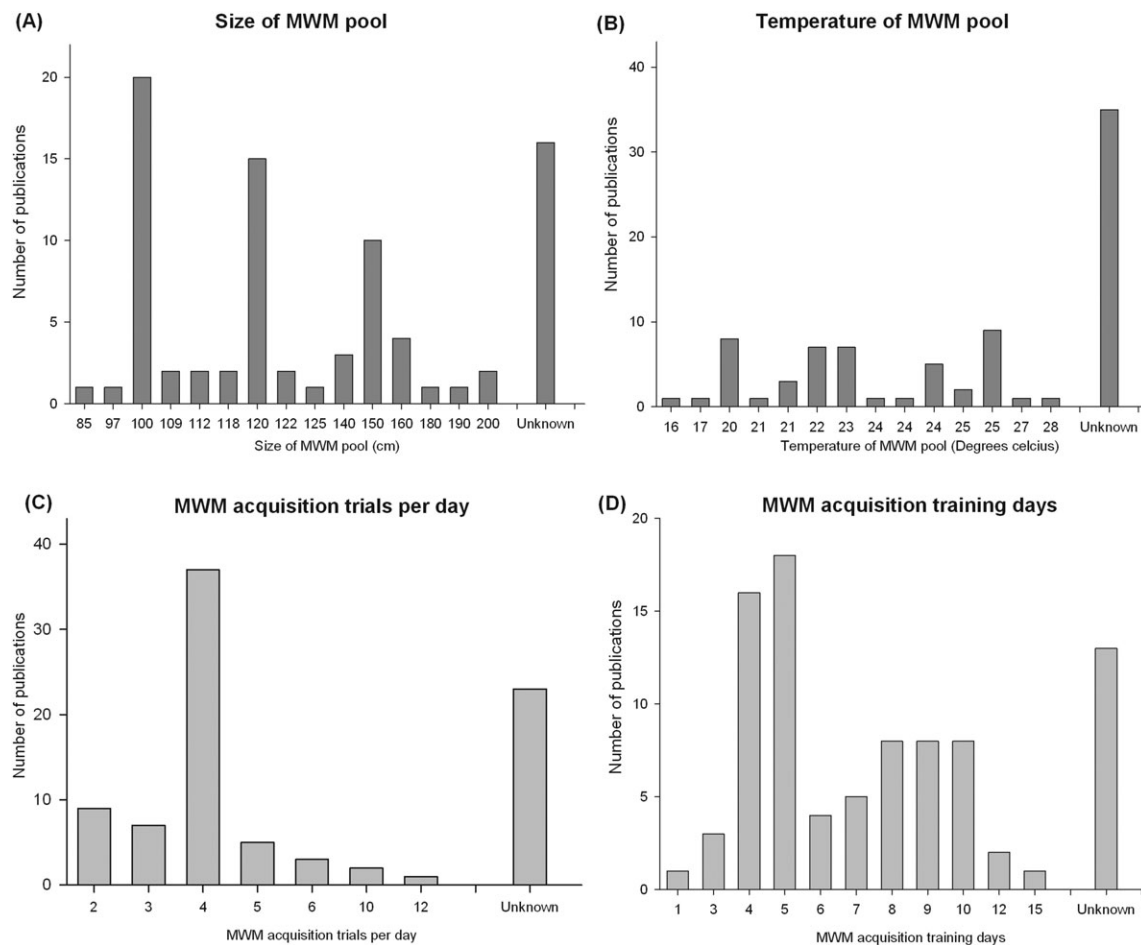 (A)
Size of MWM pool
Number of publications
20
15
10
5
0
85 97 100 109 112 118 120 122 125 140 150 160 180 190 200 Unknown
Size of MWM pool (cm)
(B)
Temperature of MWM pool
Number of publications
40
30
20
10
0
16 17 20 21 21 22 23 24 24 24 25 25 27 28 Unknown
Temperature of MWM pool (Degrees celcius)
(C)
MWM acquisition trials per day
Number of publications
40
30
20
10
0
2 3 4 5 6 10 12 Unknown
MWM acquisition trials per day
(D)
MWM acquisition training days
Number of publications
20
15
10
5
0
1 3 4 5 6 7 8 9 10 12 15 Unknown
MWM acquisition training days